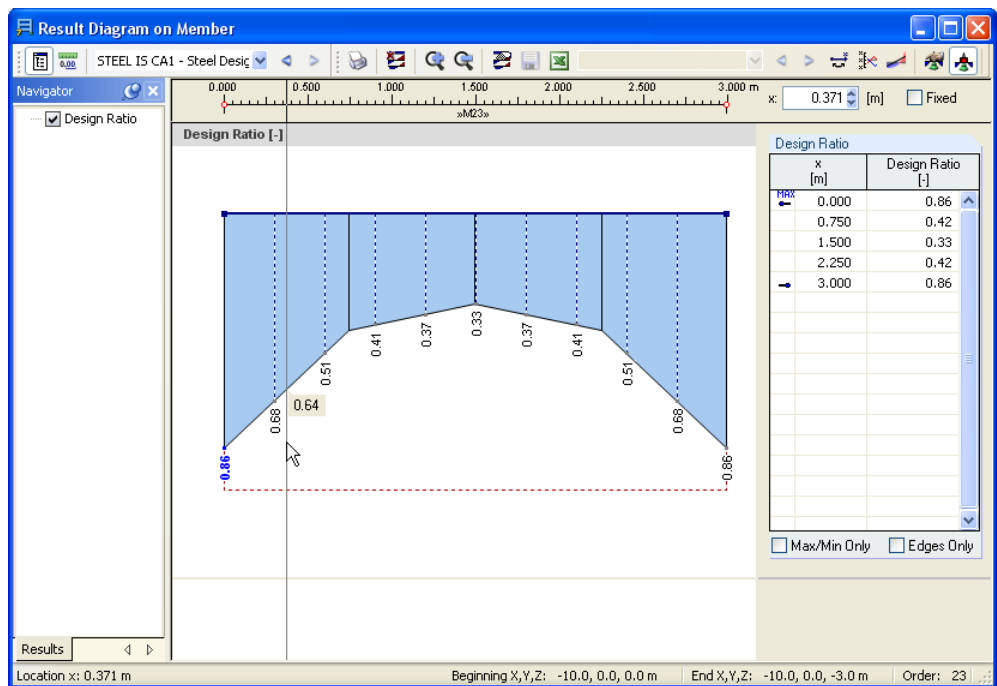 Result Diagram on Member
0.00
STEEL IS CA1 - Steel Desig
Navigator
Design Ratio
0.000 0.500 1.000 1.500 2.000 2.500 3.000 m
»M23»
x: 0.371 [m] Fixed
Design Ratio [-]
0.86
0.68
0.51
0.41
0.37
0.33
0.37
0.41
0.51
0.68
0.86
0.64
Design Ratio
x Design Ratio
[m] [-]
MAX 0.000 0.86
0.750 0.42
1.500 0.33
2.250 0.42
3.000 0.86
Max/Min Only Edges Only
Results
Location x: 0.371 m Beginning X,Y,Z: -10.0, 0.0, 0.0 m End X,Y,Z: -10.0, 0.0, -3.0 m Order: 23